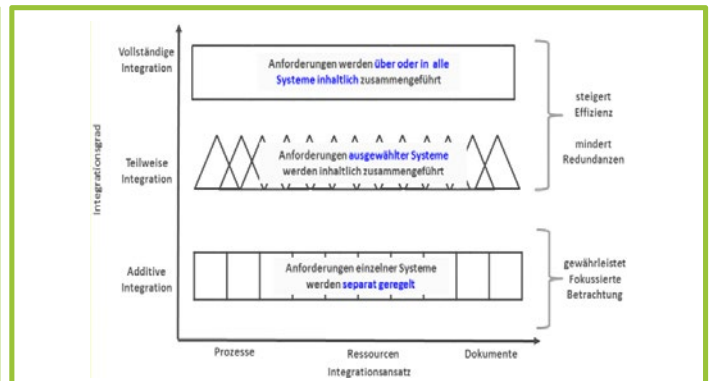 Vollständige
Integration
Anforderungen werden über oder in alle
Systeme inhaltlich zusammengeführt
steigert
Effizienz
mindert
Redundanzen
Integrationsgrad
Teilweise
Integration
Anforderungen ausgewählter Systeme
werden inhaltlich zusammengeführt
Additive
Integration
Anforderungen einzelner Systeme
werden separat geregelt
gewährleistet
Fokussierte
Betrachtung
Prozesse
Ressourcen
Dokumente
Integrationsansatz